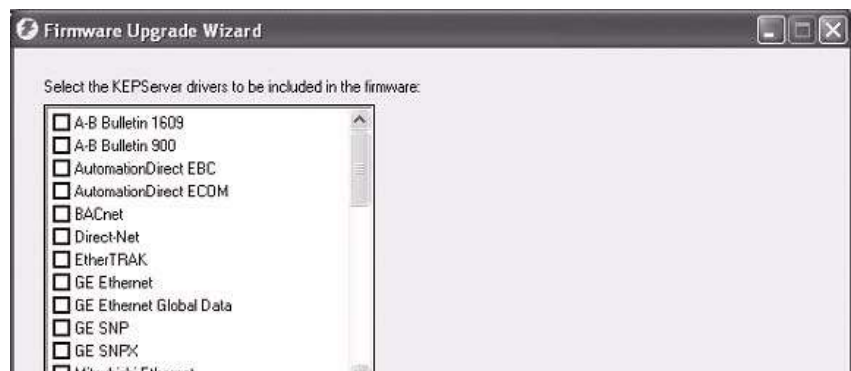 Firmware Upgrade Wizard
Select the KEPServer drivers to be included in the firmware:
A-B Bulletin 1609
A-B Bulletin 900
AutomationDirect EBC
AutomationDirect ECOM
BACnet
Direct-Net
EtherTRAK
GE Ethernet
GE Ethernet Global Data
GE SNP
GE SNPX